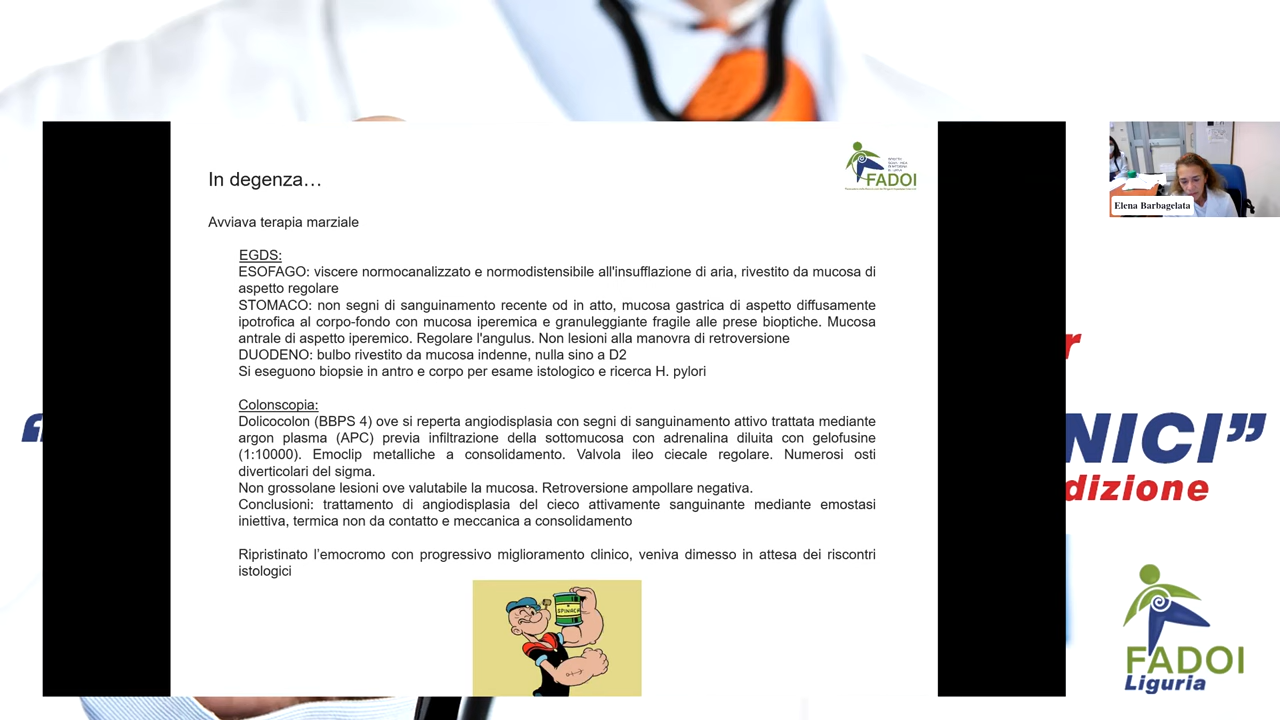 In degenza…
FADOI
Avviava terapia marziale
EGDS:
ESOFAGO: viscere normocanalizzato e normodistensibile all'insufflazione di aria, rivestito da mucosa di
aspetto regolare
STOMACO: non segni di sanguinamento recente od in atto, mucosa gastrica di aspetto diffusamente
ipotrofica al corpo-fondo con mucosa iperemica e granuleggiante fragile alle prese bioptiche. Mucosa
antrale di aspetto iperemico. Regolare l'angulus. Non lesioni alla manovra di retroversione
DUODENO: bulbo rivestito da mucosa indenne, nulla sino a D2
Si eseguono biopsie in antro e corpo per esame istologico e ricerca H. pylori
Colonscopia:
Dolicocolon (BBPS 4) ove si reperta angiodisplasia con segni di sanguinamento attivo trattata mediante
argon plasma (APC) previa infiltrazione della sottomucosa con adrenalina diluita con gelofusine
(1:10000). Emoclip metalliche a consolidamento. Valvola ileo ciecale regolare. Numerosi osti
diverticolari del sigma.
Non grossolane lesioni ove valutabile la mucosa. Retroversione ampollare negativa.
Conclusioni: trattamento di angiodisplasia del cieco attivamente sanguinante mediante emostasi
iniettiva, termica non da contatto e meccanica a consolidamento
Ripristinato l’emocromo con progressivo miglioramento clinico, veniva dimesso in attesa dei riscontri
istologici
SPINACH
Elena Barbagelata
r
“
NICI”
dizione
FADOI
Liguria